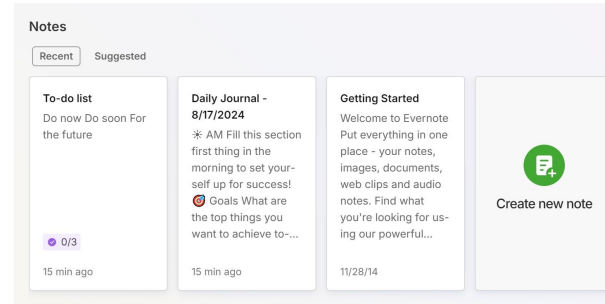 Notes
Recent Suggested
To-do list
Do now Do soon For
the future
0/3
15 min ago
Daily Journal -
8/17/2024
☀ AM Fill this section
first thing in the
morning to set your-
self up for success!
🎯 Goals What are
the top things you
want to achieve to-...
15 min ago
Getting Started
Welcome to Evernote
Put everything in one
place - your notes,
images, documents,
web clips and audio
notes. Find what
you're looking for us-
ing our powerful...
11/28/14
Create new note